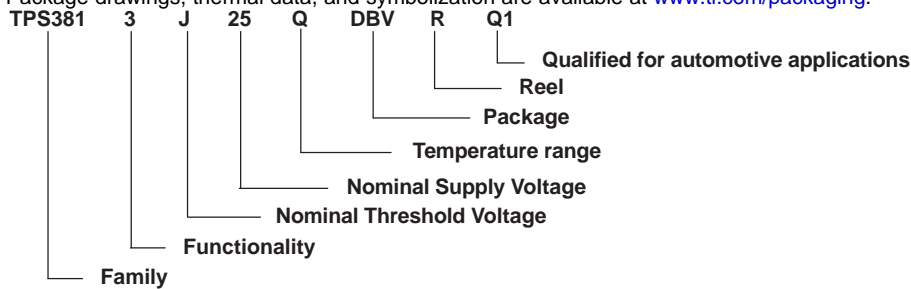 Package drawings, thermal data, and symbolization are available at www.ti.com/packaging.
TPS381 3 J 25 Q DBV R Q1
Qualified for automotive applications
Reel
Package
Temperature range
Nominal Supply Voltage
Nominal Threshold Voltage
Functionality
Family